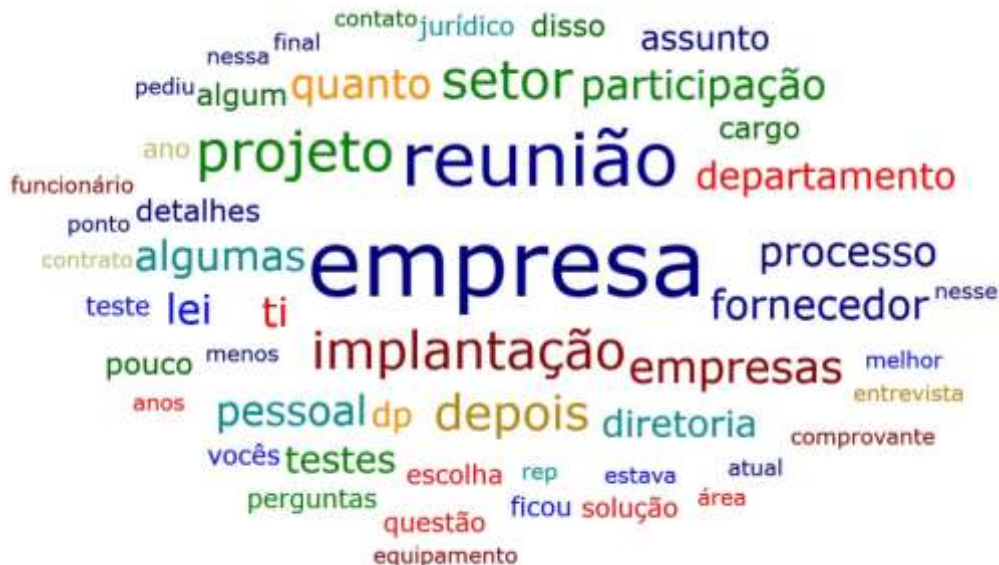 contato jurídico disso
final assunto
nessa
pediu algum quanto setor participação
ano projeto reunião cargo
funcionário departamento
ponto detalhes
contrato algumas empresa processo
teste lei ti fornecedor nesse
pouco menos implantação empresas melhor
anos entrevista
pessoal dp depois diretoria
comprovante
vocês testes escolha rep estava atual
perguntas questão ficou solução área
equipamento